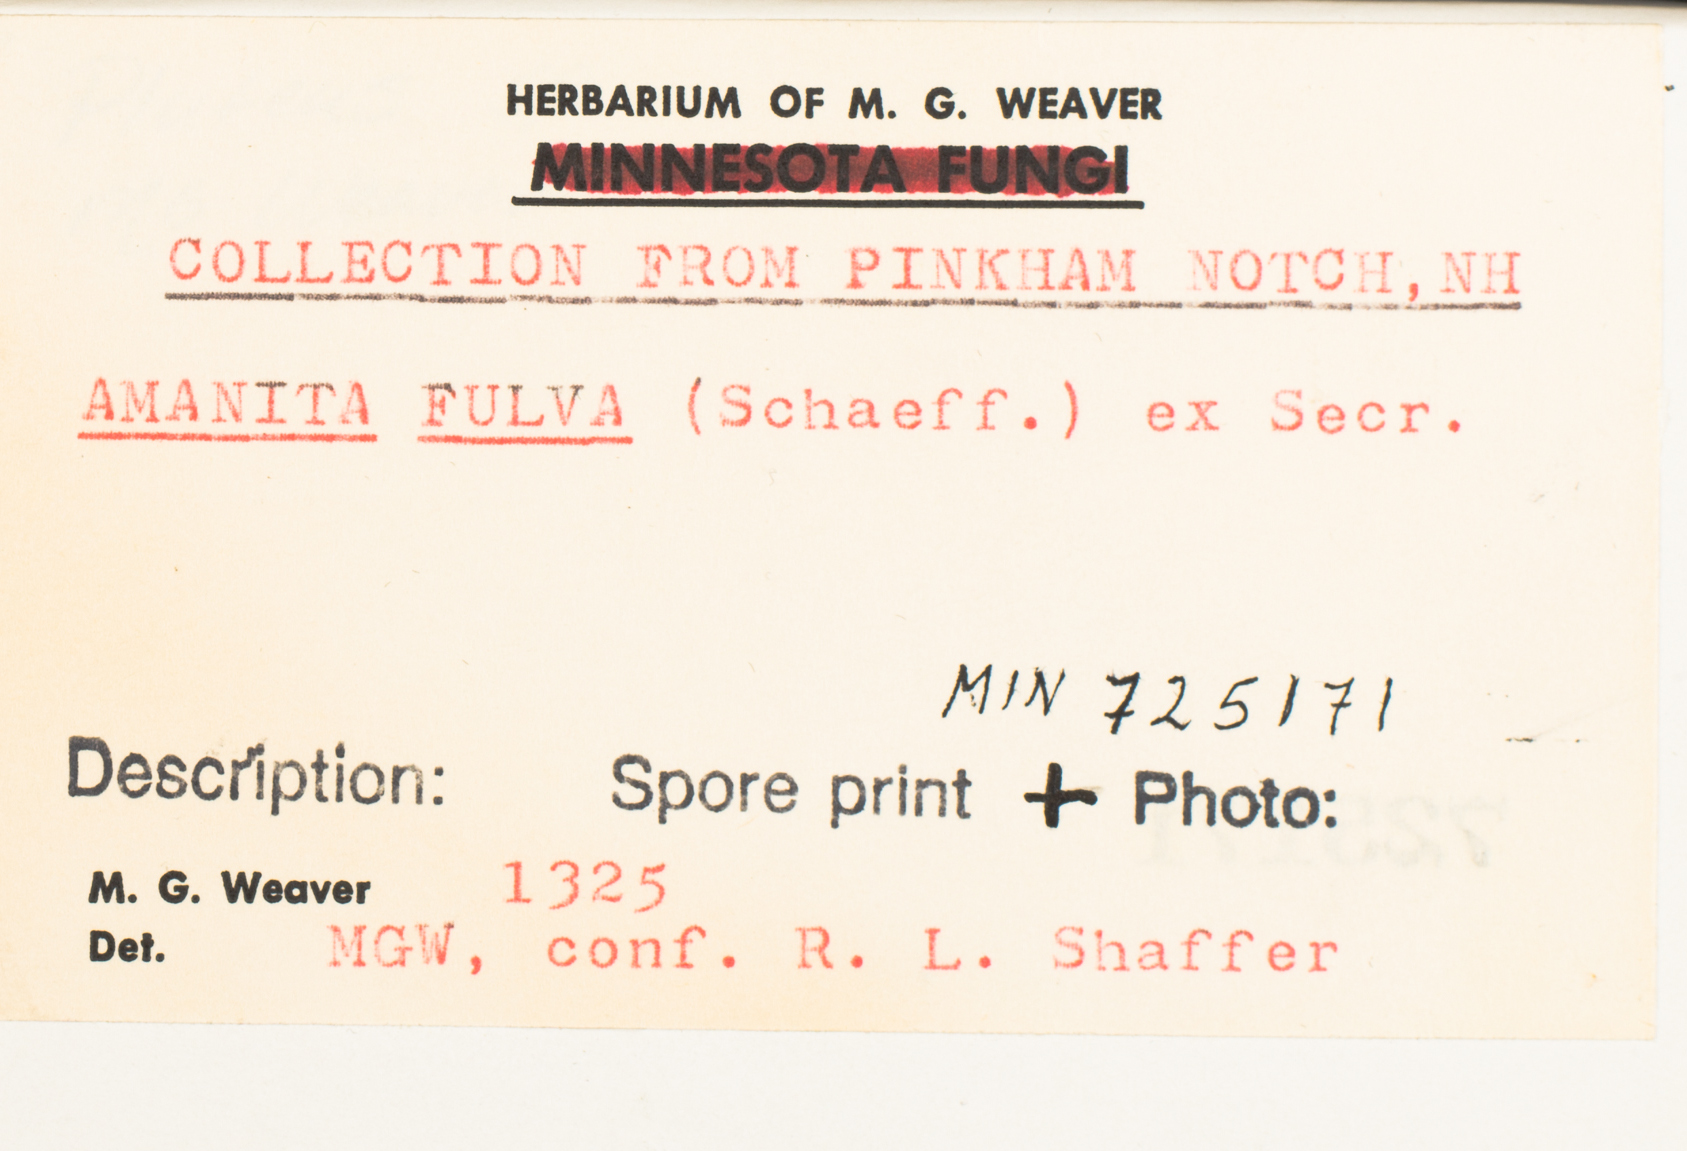 HERBARIUM OF M. G. WEAVER
MINNESOTA FUNGI
COLLECTION FROM PINKHAM NOTCH, NH
AMANITA FULVA (Schaeff.) ex Secr.
MIN 725171
Description: Spore print + Photo:
M. G. Weaver 1325
Det. MGW, conf. R. L. Shaffer